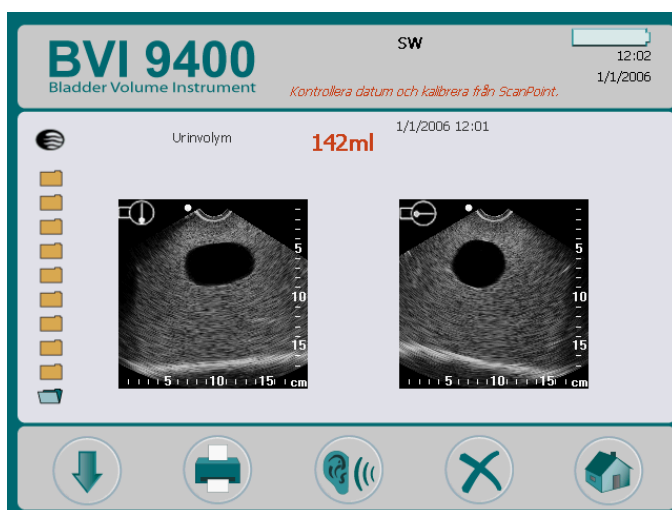 BVI 9400
Bladder Volume Instrument
SW
Kontrollera datum och kalibrera från ScanPoint.
12:02
1/1/2006
Urinvolym
142ml
1/1/2006 12:01
5
10
15
5 10 15 cm
5
10
15
5 10 15 cm